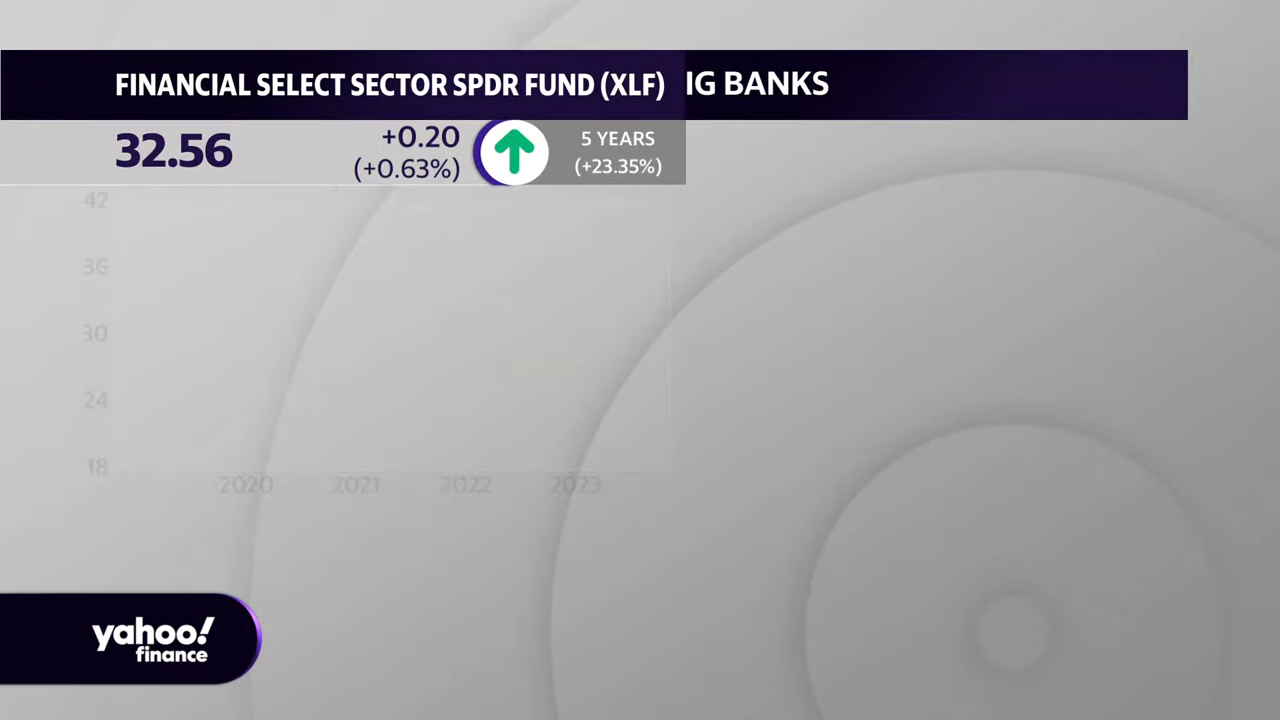 FINANCIAL SELECT SECTOR SPDR FUND (XLF)
IG BANKS
32.56
+0.20
(+0.63%)
5 YEARS
(+23.35%)
42
36
30
24
18
2020 2021 2022 2023
yahoo!
finance